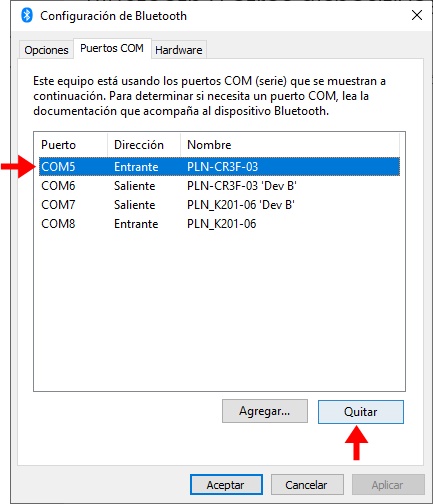 Configuración de Bluetooth
Opciones Puertos COM Hardware
Este equipo está usando los puertos COM (serie) que se muestran a
continuación. Para determinar si necesita un puerto COM, lea la
documentación que acompaña al dispositivo Bluetooth.
Puerto Dirección Nombre
COM5 Entrante PLN-CR3F-03
COM6 Saliente PLN-CR3F-03 'Dev B'
COM7 Saliente PLN_K201-06 'Dev B'
COM8 Entrante PLN_K201-06
Agregar... Quitar
Aceptar Cancelar Aplicar